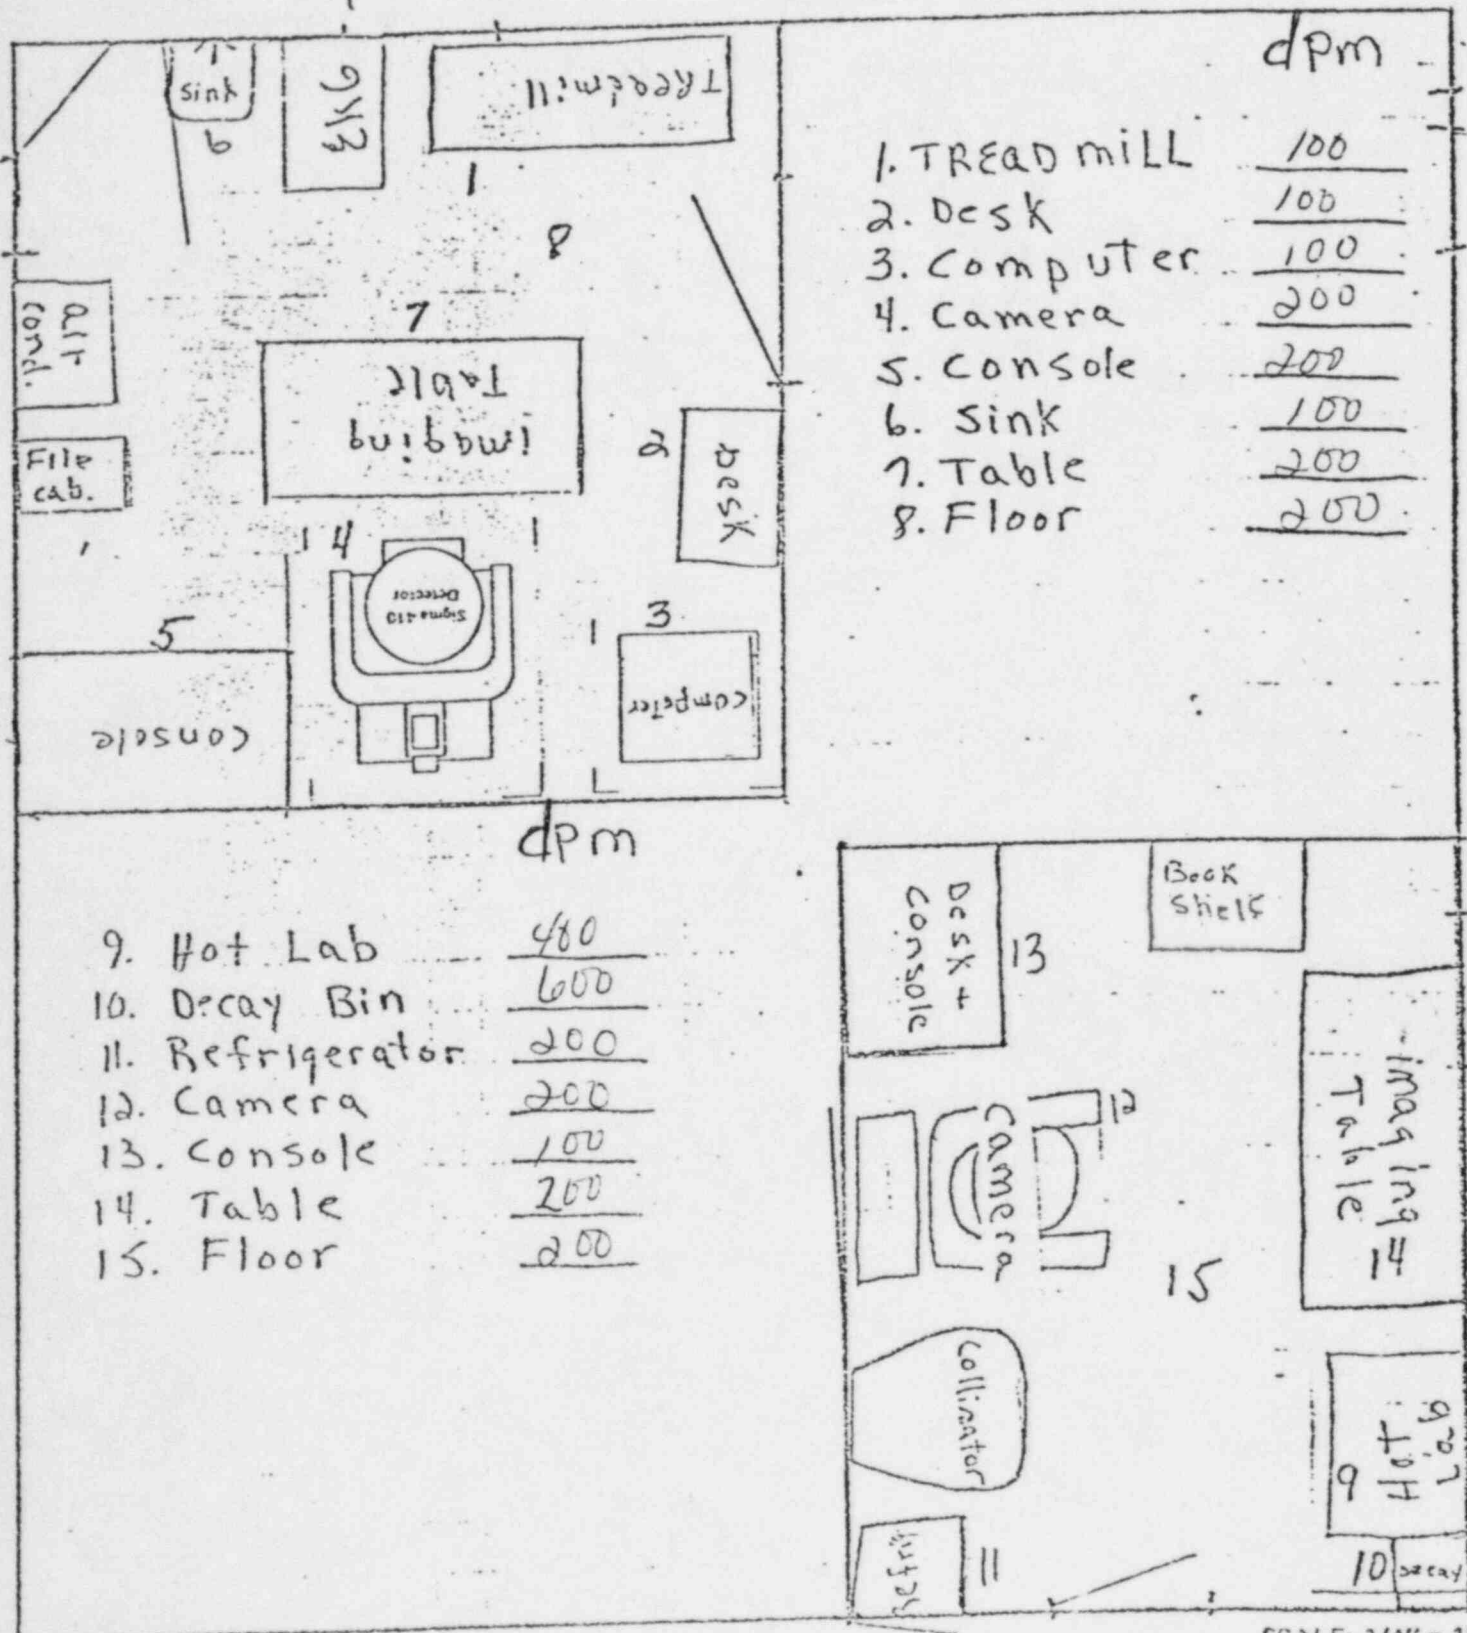 dpm
1. TREADMILL 100
2. Desk 100
3. Computer 100
4. Camera 200
5. Console 200
6. Sink 100
7. Table 200
8. Floor 200
Sink
6
Treadmill
1
8
air
cond.
7
imaging
Table
File
cab.
2
Desk
4
Sigma 410
Detector
5
3
Console
Computer
dpm
9. Hot Lab 480
10. Decay Bin 600
11. Refrigerator 200
12. Camera 200
13. Console 100
14. Table 200
15. Floor 200
Desk +
Console
13
Book
Shelf
imaging
Table
14
Camera
12
15
Collimator
Hot
Lab
9
Refri
11
10
Decay